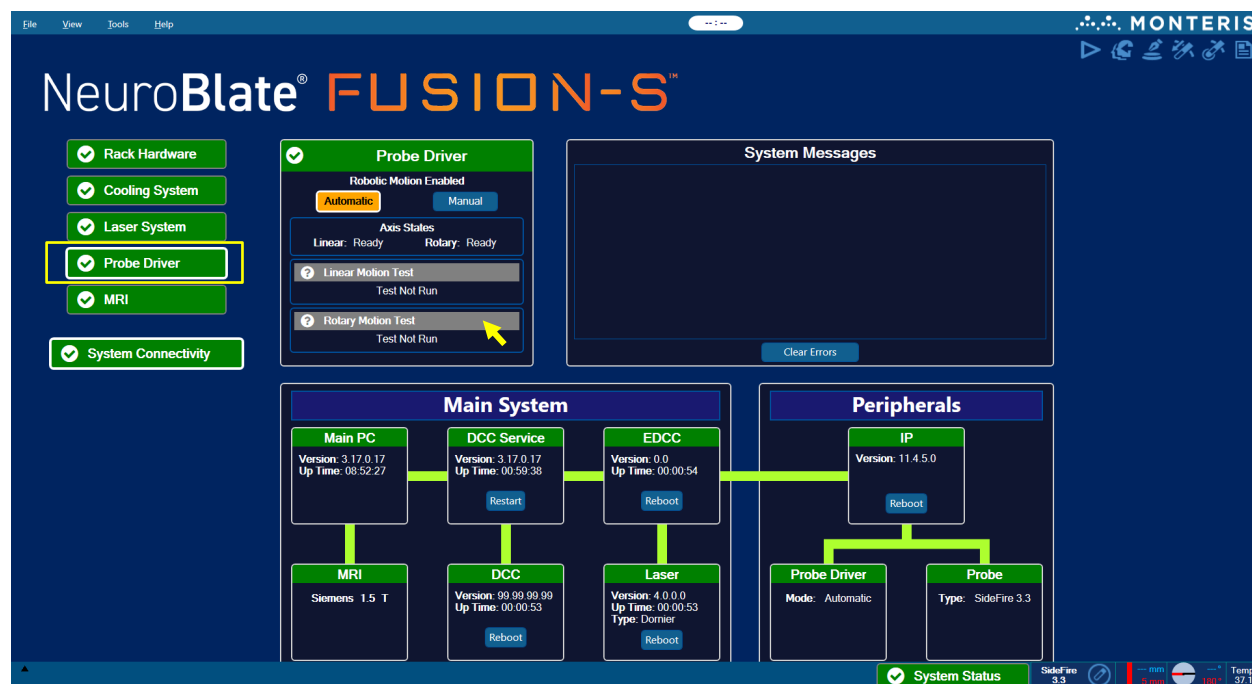 File View Tools Help
-- : --
MONTERIS
NeuroBlate® FUSION-S™
Rack Hardware
Cooling System
Laser System
Probe Driver
MRI
System Connectivity
Probe Driver
Robotic Motion Enabled
Automatic Manual
Axis States
Linear: Ready Rotary: Ready
Linear Motion Test
Test Not Run
Rotary Motion Test
Test Not Run
System Messages
Clear Errors
Main System
Main PC
Version: 3.17.0.17
Up Time: 08:52:27
DCC Service
Version: 3.17.0.17
Up Time: 00:59:38
Restart
EDCC
Version: 0.0
Up Time: 00:00:54
Reboot
MRI
Siemens 1.5 T
DCC
Version: 99.99.99.99
Up Time: 00:00:53
Reboot
Laser
Version: 4.0.0.0
Up Time: 00:00:53
Type: Dornier
Reboot
Peripherals
IP
Version: 11.4.5.0
Reboot
Probe Driver
Mode: Automatic
Probe
Type: SideFire 3.3
System Status
SideFire
3.3
-- mm
5 mm
--°
180°
Temp
37.1